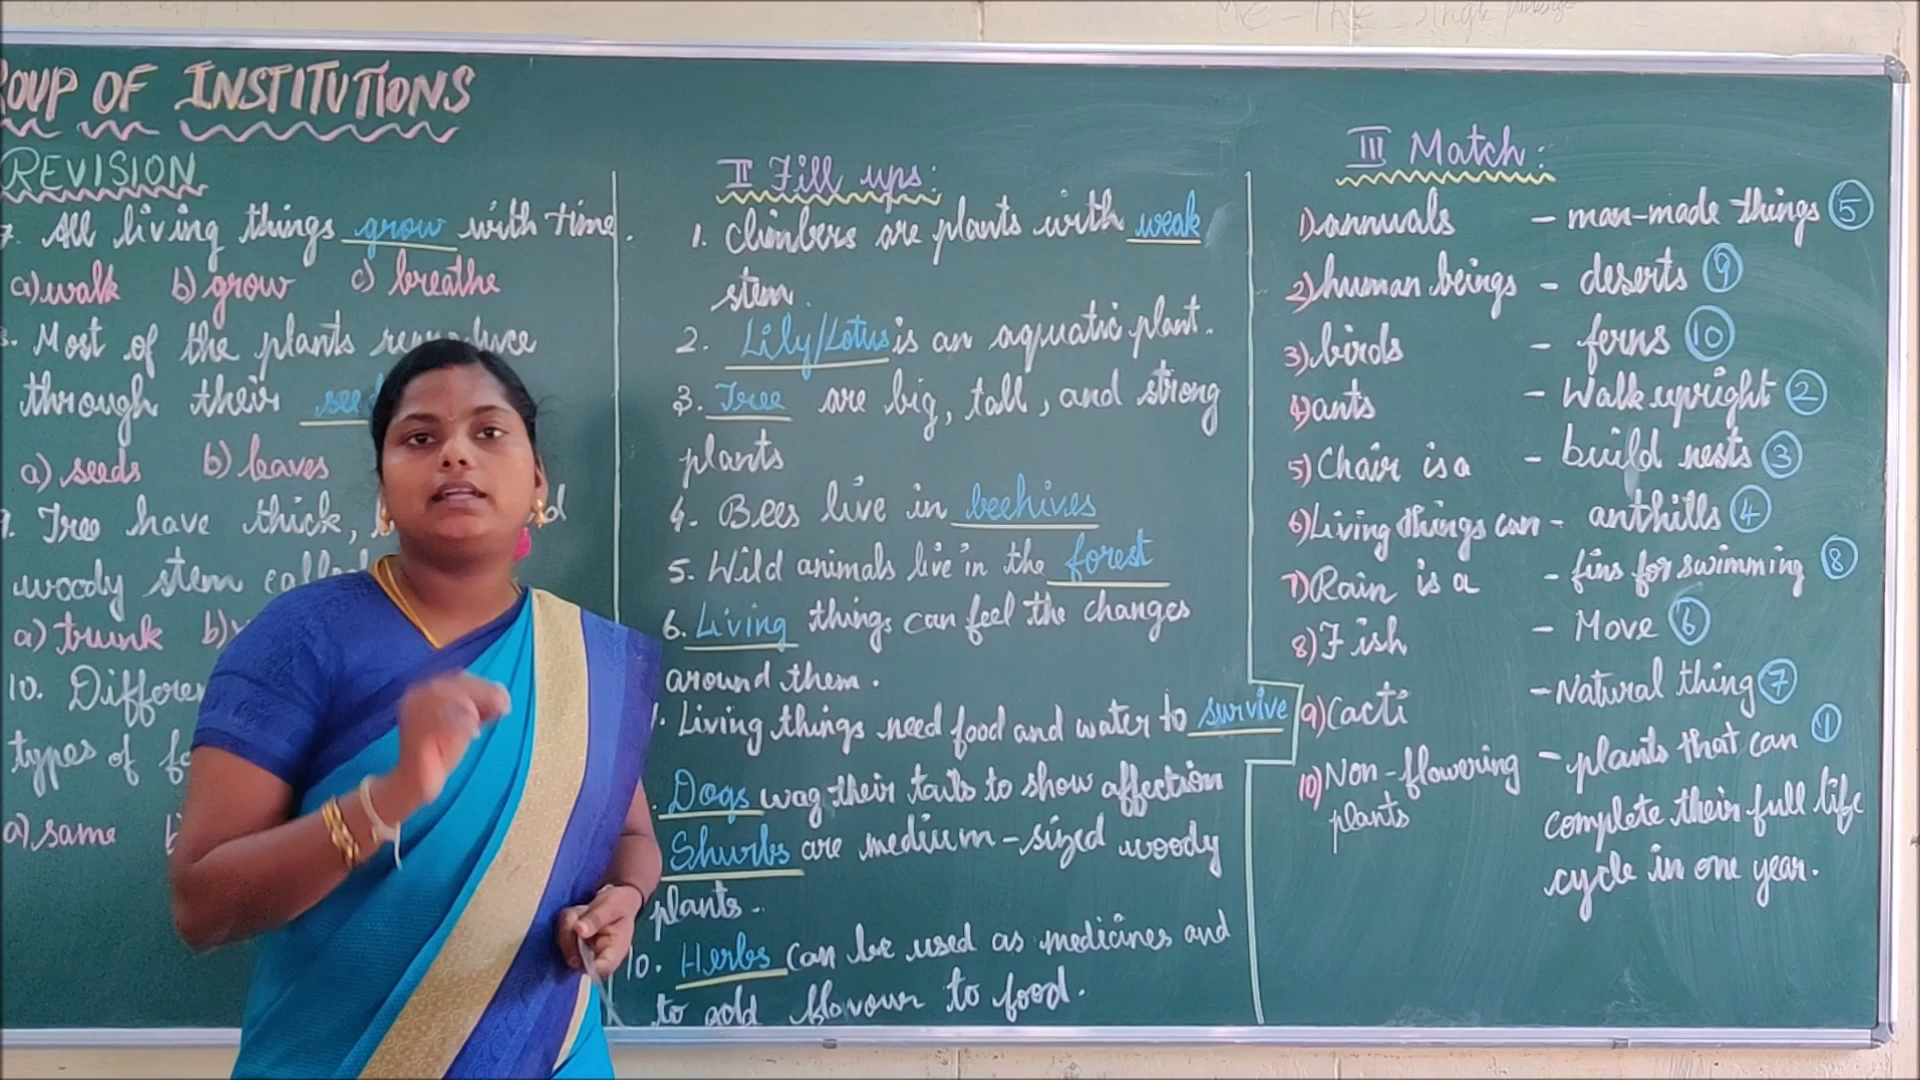 OUP OF INSTITUTIONS
REVISION
7. All living things grow with time.
a) walk b) grow c) breathe
8. Most of the plants reproduce
through their
a) seeds b) leaves
9. Tree have thick,
woody stem called
a) trunk b)
10.
types of
a) same
II Fill ups:
1. Climbers are plants with weak
stem.
2. Lily/Lotus is an aquatic plant.
3. Tree are big, tall, and strong
plants
4. Bees live in beehives
5. Wild animals live in the forest
6. Living things can feel the changes
around them.
7. Living things need food and water to survive
Dogs wag their tails to show affection
Shurbs are medium-sized woody
plants.
10. Herbs can be used as medicines and
to add flavour to food.
III Match:
1) annuals - man-made things 5
2) human beings - deserts 9
3) birds - ferns 10
4) ants - Walk upright 2
5) Chair is a - build nests 3
6) Living things can - anthills 4
7) Rain is a - fins for swimming 8
8) Fish - Move 6
9) Cacti - Natural thing 7
10) Non-flowering - plants that can 1
plants complete their full life
cycle in one year.